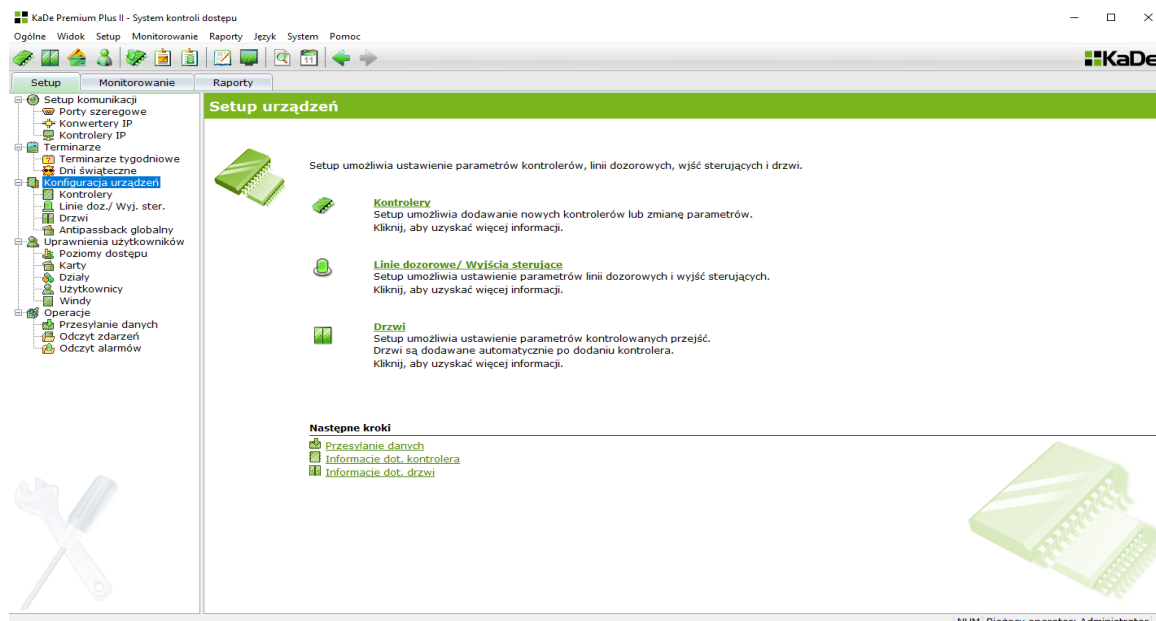 KaDe Premium Plus II - System kontroli dostępu
Ogólne Widok Setup Monitorowanie Raporty Język System Pomoc
KaDe
Setup Monitorowanie Raporty
Setup komunikacji
Porty szeregowe
Konwertery IP
Kontrolery IP
Terminarze
Terminarze tygodniowe
Dni świąteczne
Konfiguracja urządzeń
Kontrolery
Linie doz./ Wyj. ster.
Drzwi
Antipassback globalny
Uprawnienia użytkowników
Poziomy dostępu
Karty
Działy
Użytkownicy
Windy
Operacje
Przesyłanie danych
Odczyt zdarzeń
Odczyt alarmów
Setup urządzeń
Setup umożliwia ustawienie parametrów kontrolerów, linii dozorowych, wjść sterujących i drzwi.
Kontrolery
Setup umożliwia dodawanie nowych kontrolerów lub zmianę parametrów.
Kliknij, aby uzyskać więcej informacji.
Linie dozorowe/ Wyjścia sterujące
Setup umożliwia ustawienie parametrów linii dozorowych i wyjść sterujących.
Kliknij, aby uzyskać więcej informacji.
Drzwi
Setup umożliwia ustawienie parametrów kontrolowanych przejść.
Drzwi są dodawane automatycznie po dodaniu kontrolera.
Kliknij, aby uzyskać więcej informacji.
Następne kroki
Przesyłanie danych
Informacje dot. kontrolera
Informacje dot. drzwi
NUM Bieżący operator: Administrator